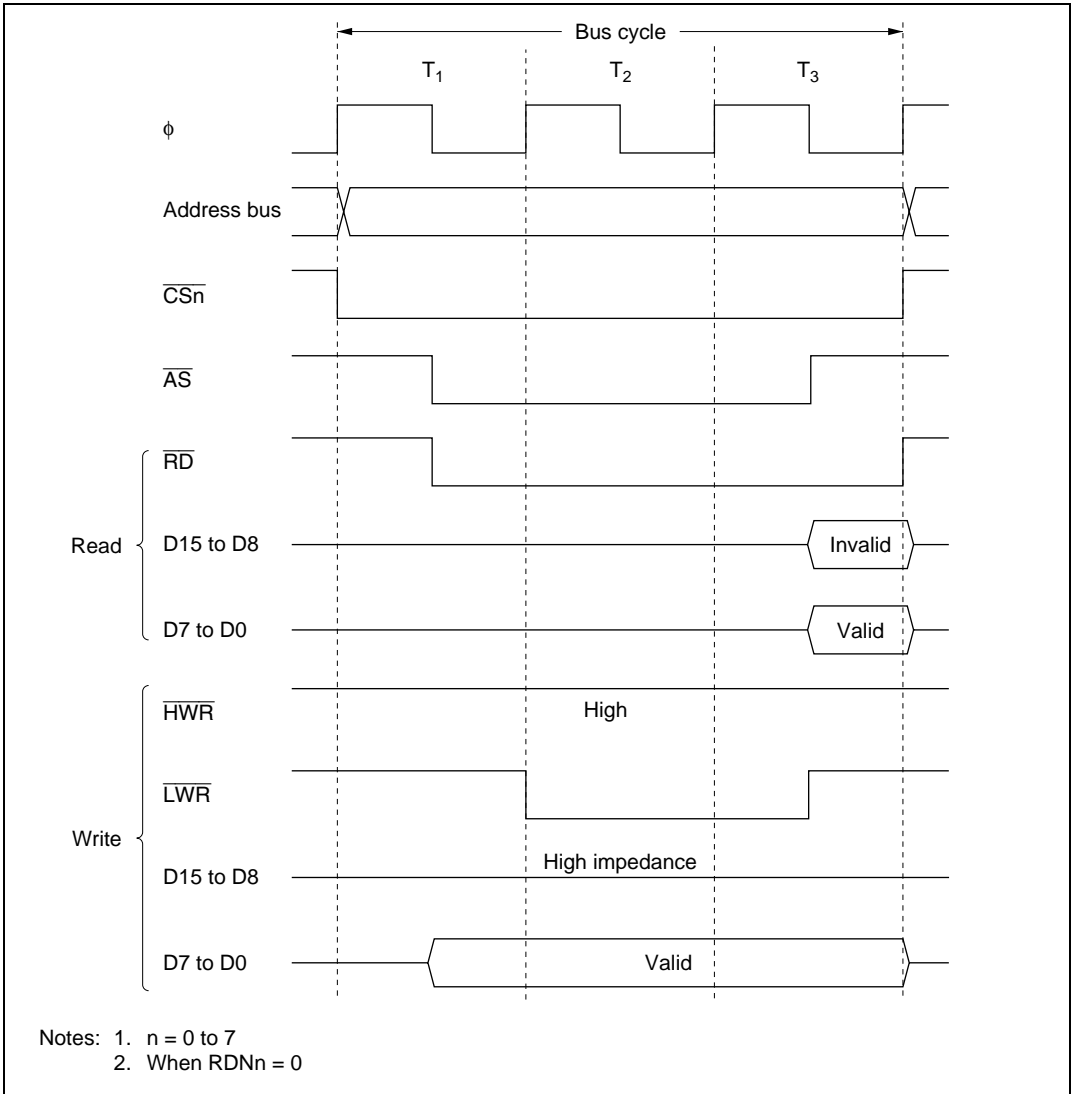 Bus cycle
T1 T2 T3
ϕ
Address bus
CSn
AS
RD
Read
D15 to D8 Invalid
D7 to D0 Valid
HWR High
LWR
Write
High impedance
D15 to D8
D7 to D0 Valid
Notes: 1. n = 0 to 7
2. When RDNn = 0